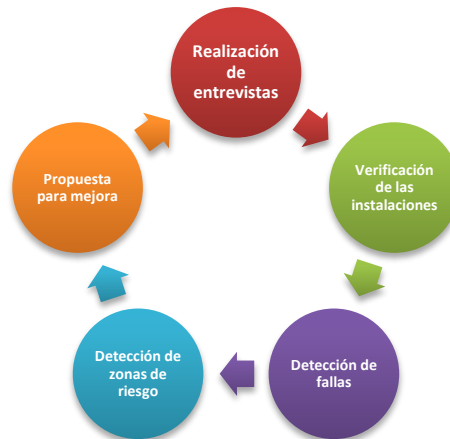 Realización
de
entrevistas
Verificación
de las
instalaciones
Detección de
fallas
Detección de
zonas de
riesgo
Propuesta
para mejora